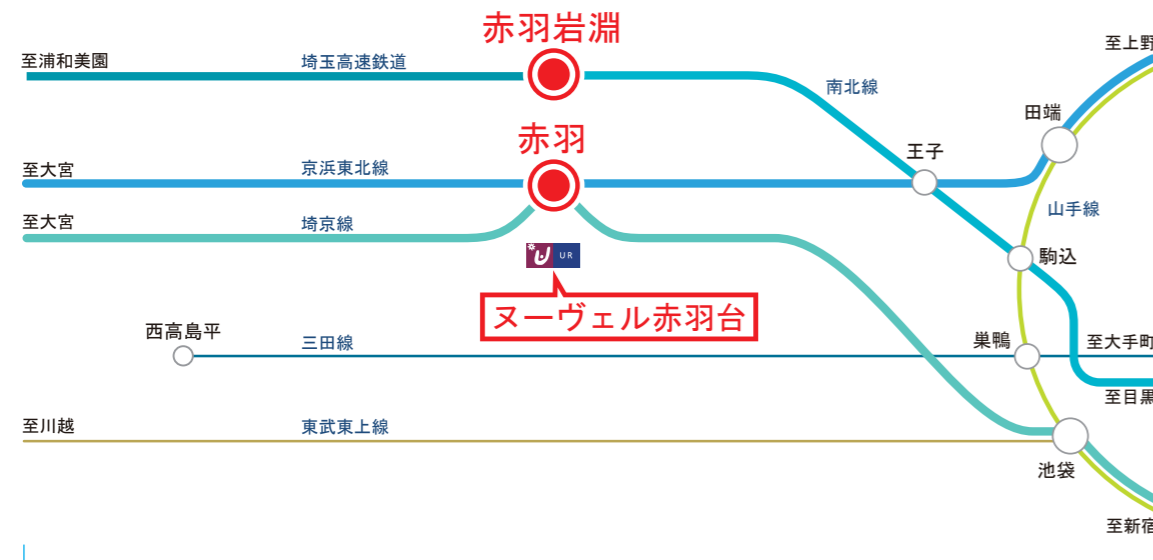 赤羽岩淵
至上野
至浦和美園
埼玉高速鉄道
南北線
田端
赤羽
王子
至大宮
京浜東北線
至大宮
埼京線
山手線
UR
駒込
ヌーヴェル赤羽台
西高島平
三田線
巣鴨
至大手町
至目黒
至川越
東武東上線
池袋
至新宿